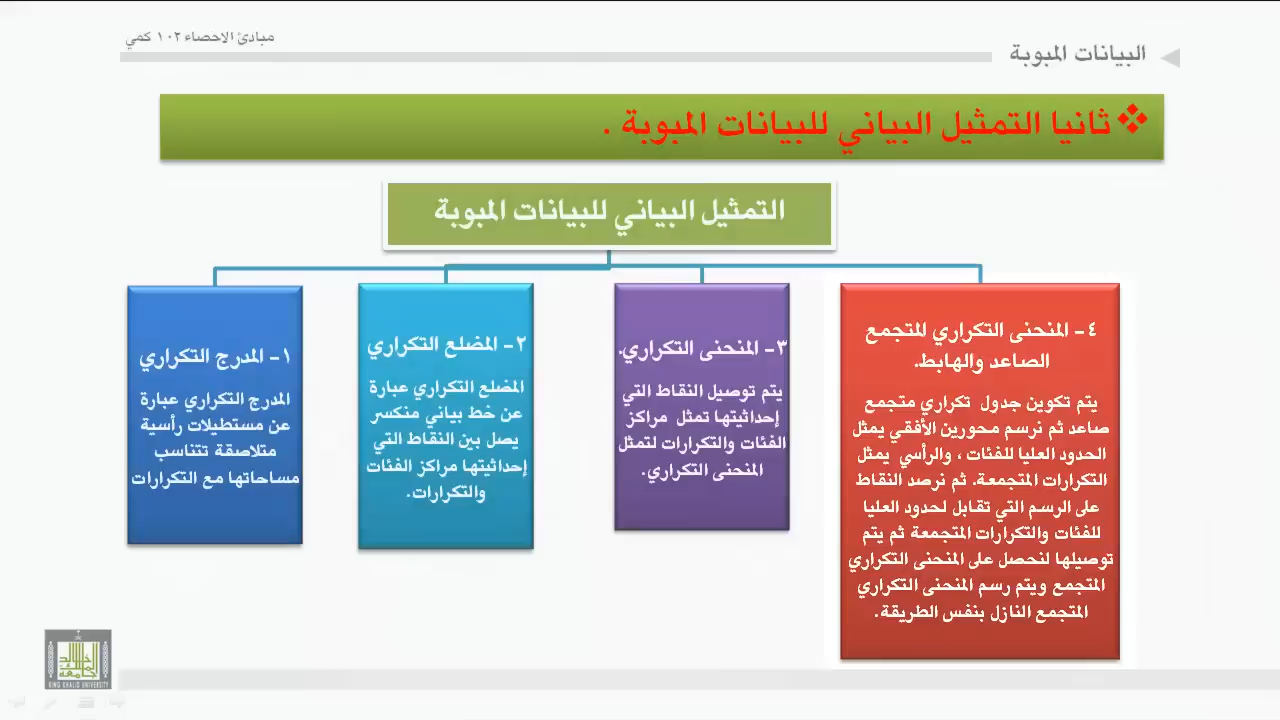 مبادئ الاحصاء ١٠٢ كمي
البيانات المبوبة
ثانيا التمثيل البياني للبيانات المبوبة .
التمثيل البياني للبيانات المبوبة
١- المدرج التكراري
المدرج التكراري عبارة
عن مستطيلات رأسية
متلاصقة تتناسب
مساحاتها مع التكرارات
٢- المضلع التكراري
المضلع التكراري عبارة
عن خط بياني منكسر
يصل بين النقاط التي
إحداثيتها مراكز الفئات
والتكرارات.
٣- المنحنى التكراري.
يتم توصيل النقاط التي
إحداثيتها تمثل مراكز
الفئات والتكرارات لتمثل
المنحنى التكراري.
٤- المنحنى التكراري المتجمع
الصاعد والهابط.
يتم تكوين جدول تكراري متجمع
صاعد ثم نرسم محورين الأفقي يمثل
الحدود العليا للفئات ، والرأسي يمثل
التكرارات المتجمعة. ثم نرصد النقاط
على الرسم التي تقابل لحدود العليا
للفئات والتكرارات المتجمعة ثم يتم
توصيلها لنحصل على المنحنى التكراري
المتجمع ويتم رسم المنحنى التكراري
المتجمع النازل بنفس الطريقة.
جامعة الملك خالد
KING KHALID UNIVERSITY